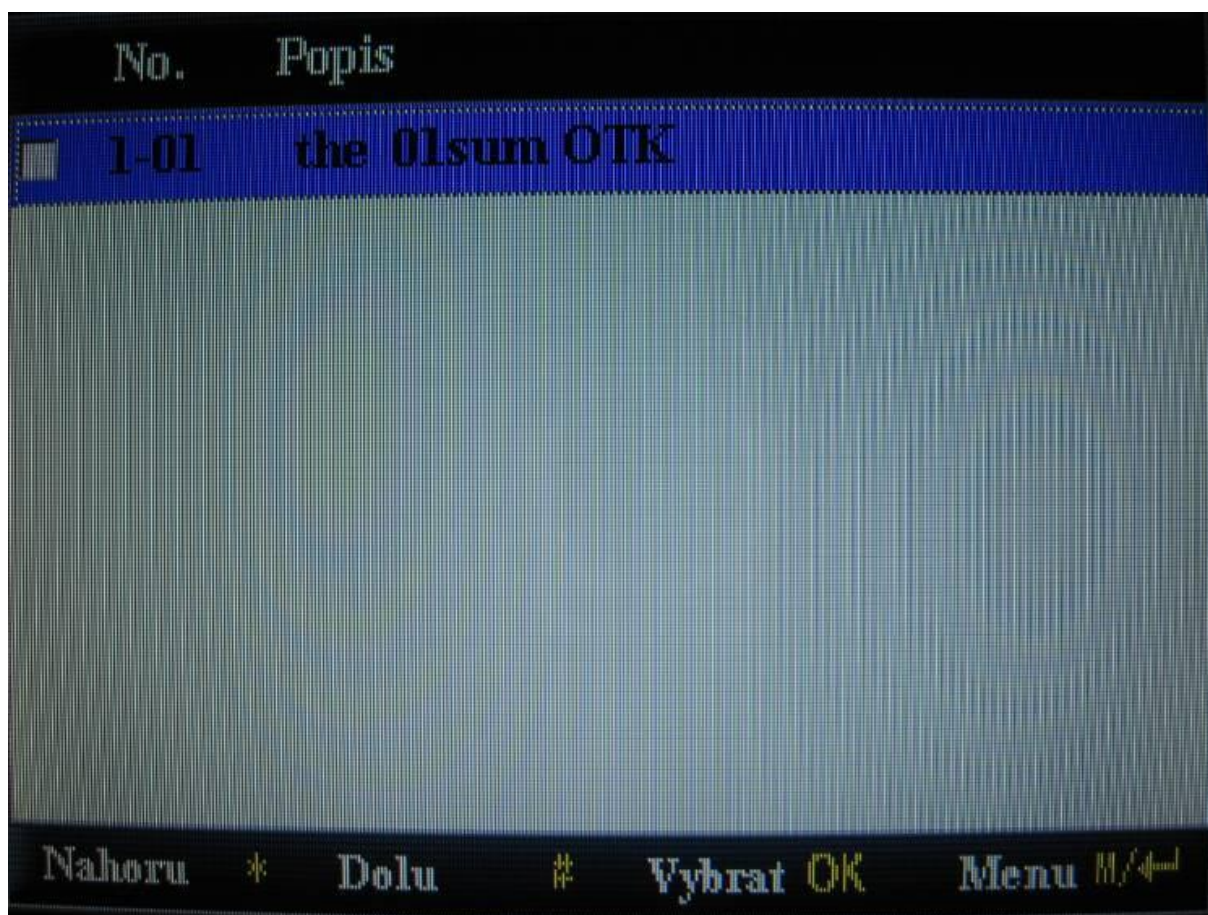 No. Popis
1-01 the 01sum OTK
Nahoru * Dolu # Vybrat OK Menu M/↵